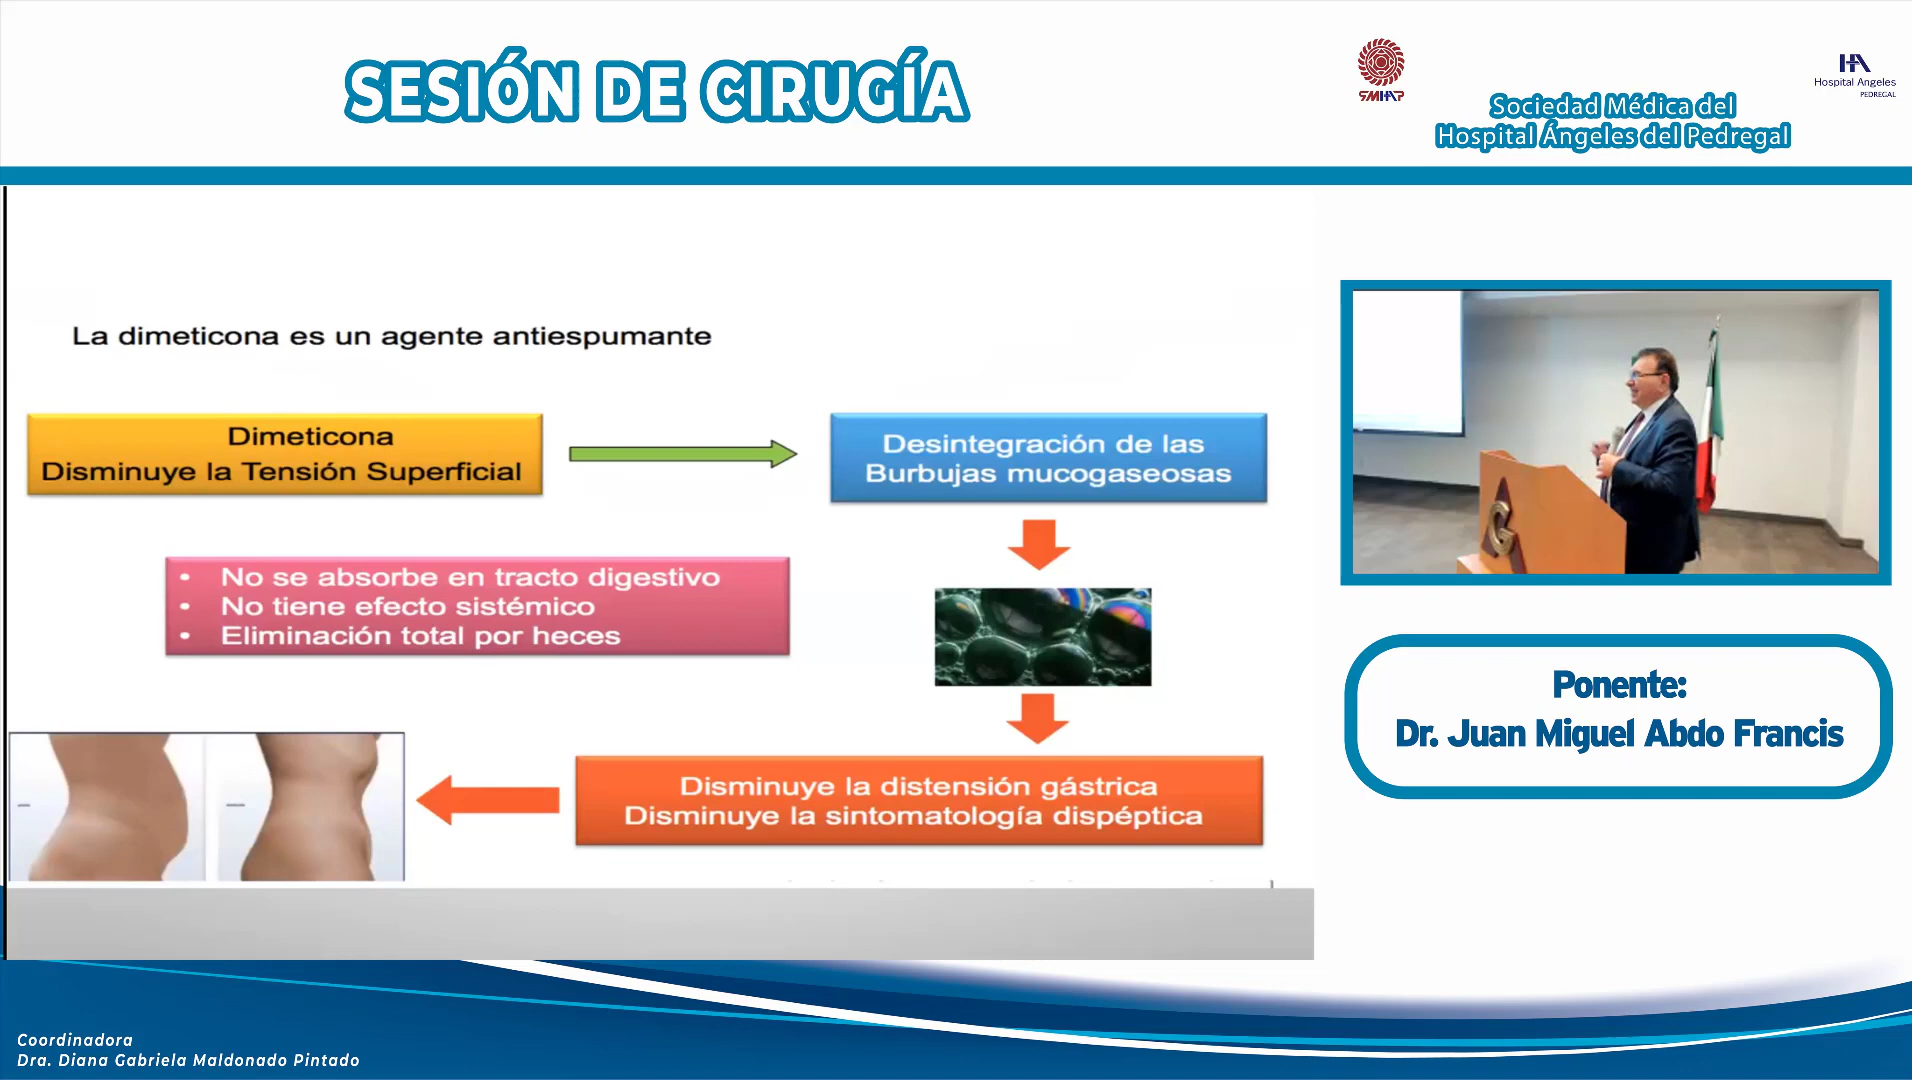 SESIÓN DE CIRUGÍA
SMHAP
Sociedad Médica del
Hospital Ángeles del Pedregal
HA
Hospital Angeles
PEDREGAL
La dimeticona es un agente antiespumante
Dimeticona
Disminuye la Tensión Superficial
Desintegración de las
Burbujas mucogaseosas
• No se absorbe en tracto digestivo
• No tiene efecto sistémico
• Eliminación total por heces
Disminuye la distensión gástrica
Disminuye la sintomatología dispéptica
G
Ponente:
Dr. Juan Miguel Abdo Francis
Coordinadora
Dra. Diana Gabriela Maldonado Pintado